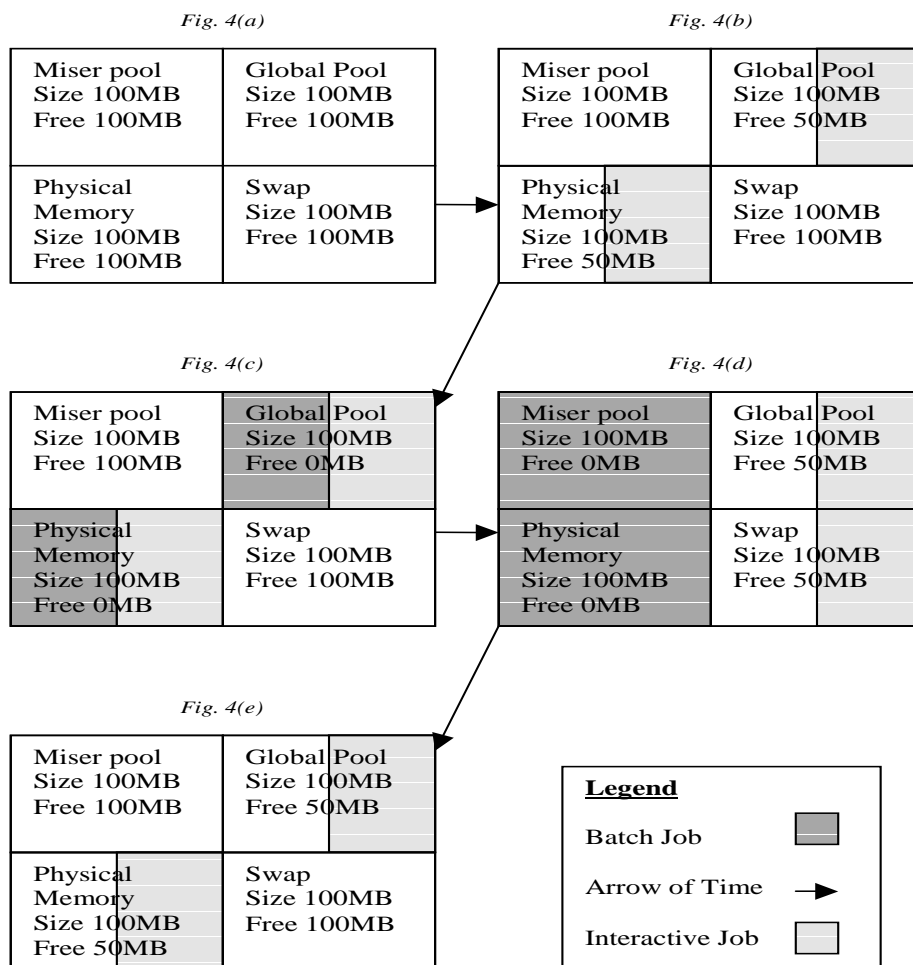 Fig. 4(a)
Miser pool
Size 100MB
Free 100MB
Global Pool
Size 100MB
Free 100MB
Physical
Memory
Size 100MB
Free 100MB
Swap
Size 100MB
Free 100MB
Fig. 4(b)
Miser pool
Size 100MB
Free 100MB
Global Pool
Size 100MB
Free 50MB
Physical
Memory
Size 100MB
Free 50MB
Swap
Size 100MB
Free 100MB
Fig. 4(c)
Miser pool
Size 100MB
Free 100MB
Global Pool
Size 100MB
Free 0MB
Physical
Memory
Size 100MB
Free 0MB
Swap
Size 100MB
Free 100MB
Fig. 4(d)
Miser pool
Size 100MB
Free 0MB
Global Pool
Size 100MB
Free 50MB
Physical
Memory
Size 100MB
Free 0MB
Swap
Size 100MB
Free 50MB
Fig. 4(e)
Miser pool
Size 100MB
Free 100MB
Global Pool
Size 100MB
Free 50MB
Physical
Memory
Size 100MB
Free 50MB
Swap
Size 100MB
Free 100MB
Legend
Batch Job
Arrow of Time
Interactive Job